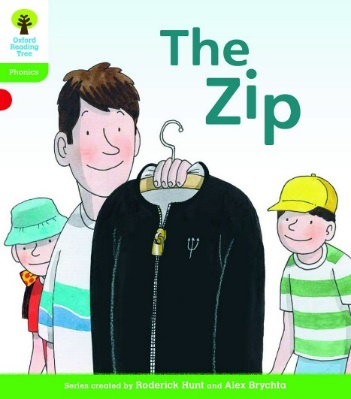 Oxford
Reading
Tree
Phonics
The
Zip
Series created by Roderick Hunt and Alex Brychta